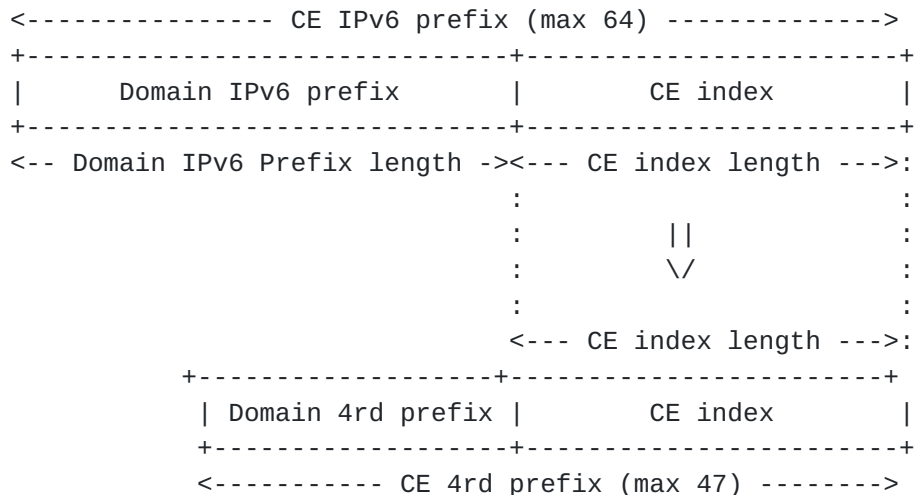 <---------------- CE IPv6 prefix (max 64) -------------->
+-------------------------------+------------------------+
|      Domain IPv6 prefix       |        CE index        |
+-------------------------------+------------------------+
<-- Domain IPv6 Prefix length -><--- CE index length --->:
:                        :
:          ||            :
:          \/            :
:                        :
<--- CE index length --->:
+-------------------+------------------------+
| Domain 4rd prefix |        CE index        |
+-------------------+------------------------+
<----------- CE 4rd prefix (max 47) -------->